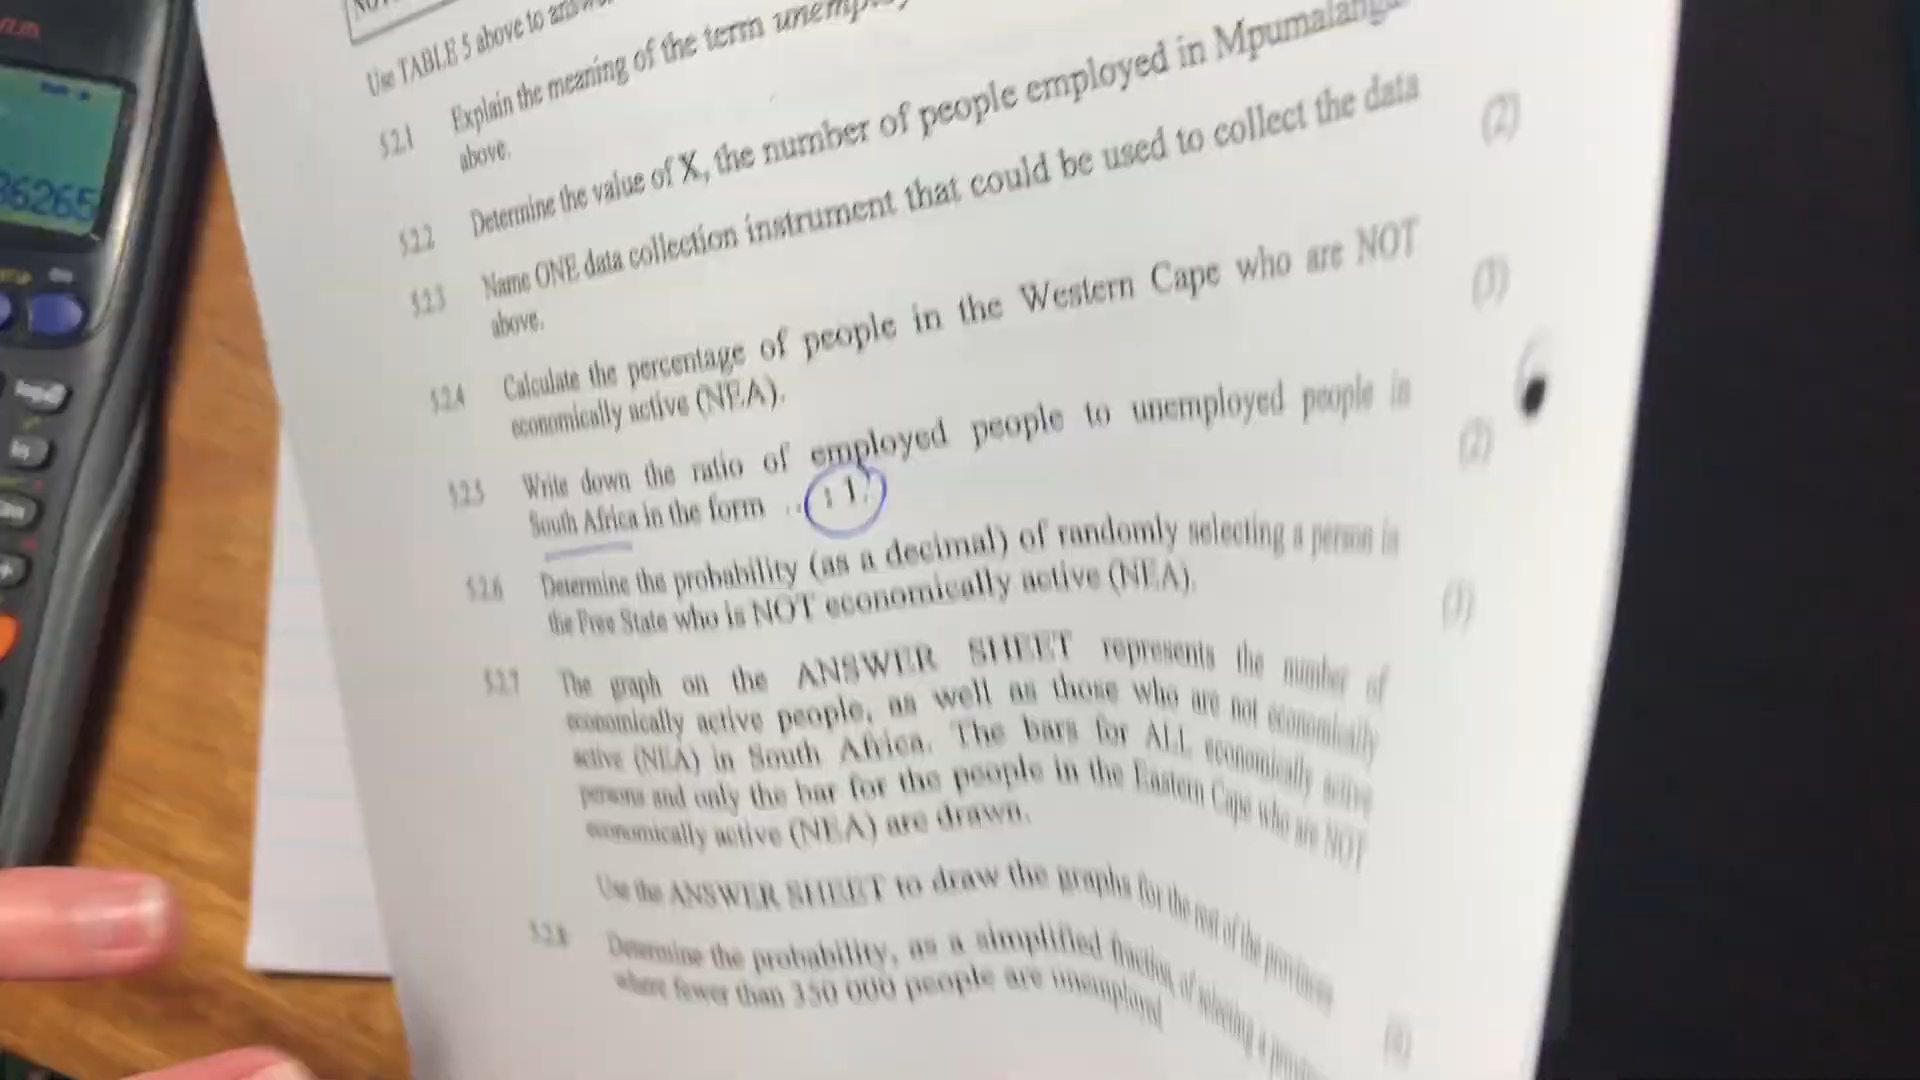 Use TABLE 5 above to
5.2.1 Explain the meaning of the term
above.
5.2.2 Determine the value of X, the number of people employed in Mpumalanga
(2)
5.2.3 Name ONE data collection instrument that could be used to collect the data
above.
(3)
5.2.4 Calculate the percentage of people in the Western Cape who are NOT
economically active (NEA).
(2)
5.2.5 Write down the ratio of employed people to unemployed people in
South Africa in the form ... : 1.
5.2.6 Determine the probability (as a decimal) of randomly selecting a person in
the Free State who is NOT economically active (NEA).
(3)
5.2.7 The graph on the ANSWER SHEET represents the number of
economically active people, as well as those who are not economically
active (NEA) in South Africa. The bars for ALL economically active
persons and only the bar for the people in the Eastern Cape who are NOT
economically active (NEA) are drawn.
Use the ANSWER SHEET to draw the graphs for the rest of the provinces
5.2.8 Determine the probability, as a simplified fraction, of selecting a
where fewer than 350 000 people are unemployed
36265